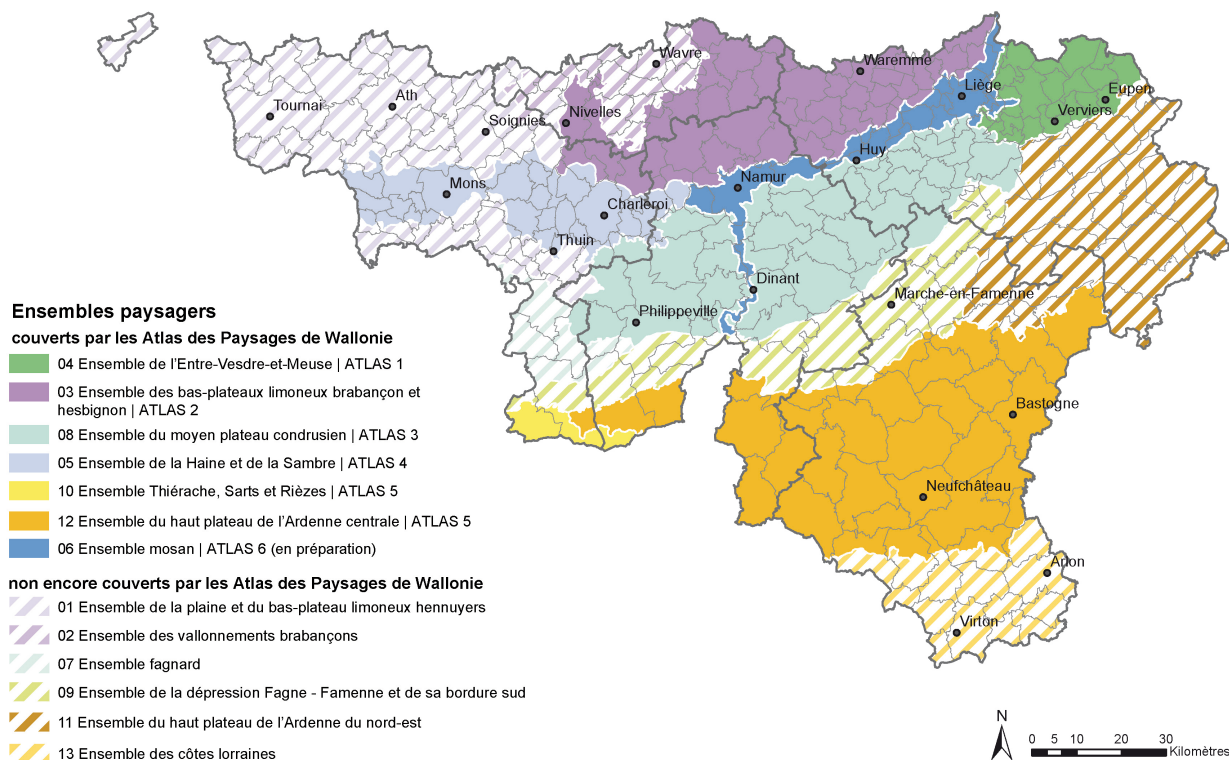 Wavre
Waremme
Tournai
Ath
Soignies
Nivelles
Liège
Eupen
Verviers
Huy
Mons
Namur
Charleroi
Thuin
Dinant
Marche-en-Famenne
Philippeville
Bastogne
Neufchâteau
Arlon
Virton
Ensembles paysagers
couverts par les Atlas des Paysages de Wallonie
04 Ensemble de l'Entre-Vesdre-et-Meuse | ATLAS 1
03 Ensemble des bas-plateaux limoneux brabançon et
hesbignon | ATLAS 2
08 Ensemble du moyen plateau condrusien | ATLAS 3
05 Ensemble de la Haine et de la Sambre | ATLAS 4
10 Ensemble Thiérache, Sarts et Rièzes | ATLAS 5
12 Ensemble du haut plateau de l'Ardenne centrale | ATLAS 5
06 Ensemble mosan | ATLAS 6 (en préparation)
non encore couverts par les Atlas des Paysages de Wallonie
01 Ensemble de la plaine et du bas-plateau limoneux hennuyers
02 Ensemble des vallonnements brabançons
07 Ensemble fagnard
09 Ensemble de la dépression Fagne - Famenne et de sa bordure sud
11 Ensemble du haut plateau de l'Ardenne du nord-est
13 Ensemble des côtes lorraines
N
0 5 10 20 30
Kilomètres